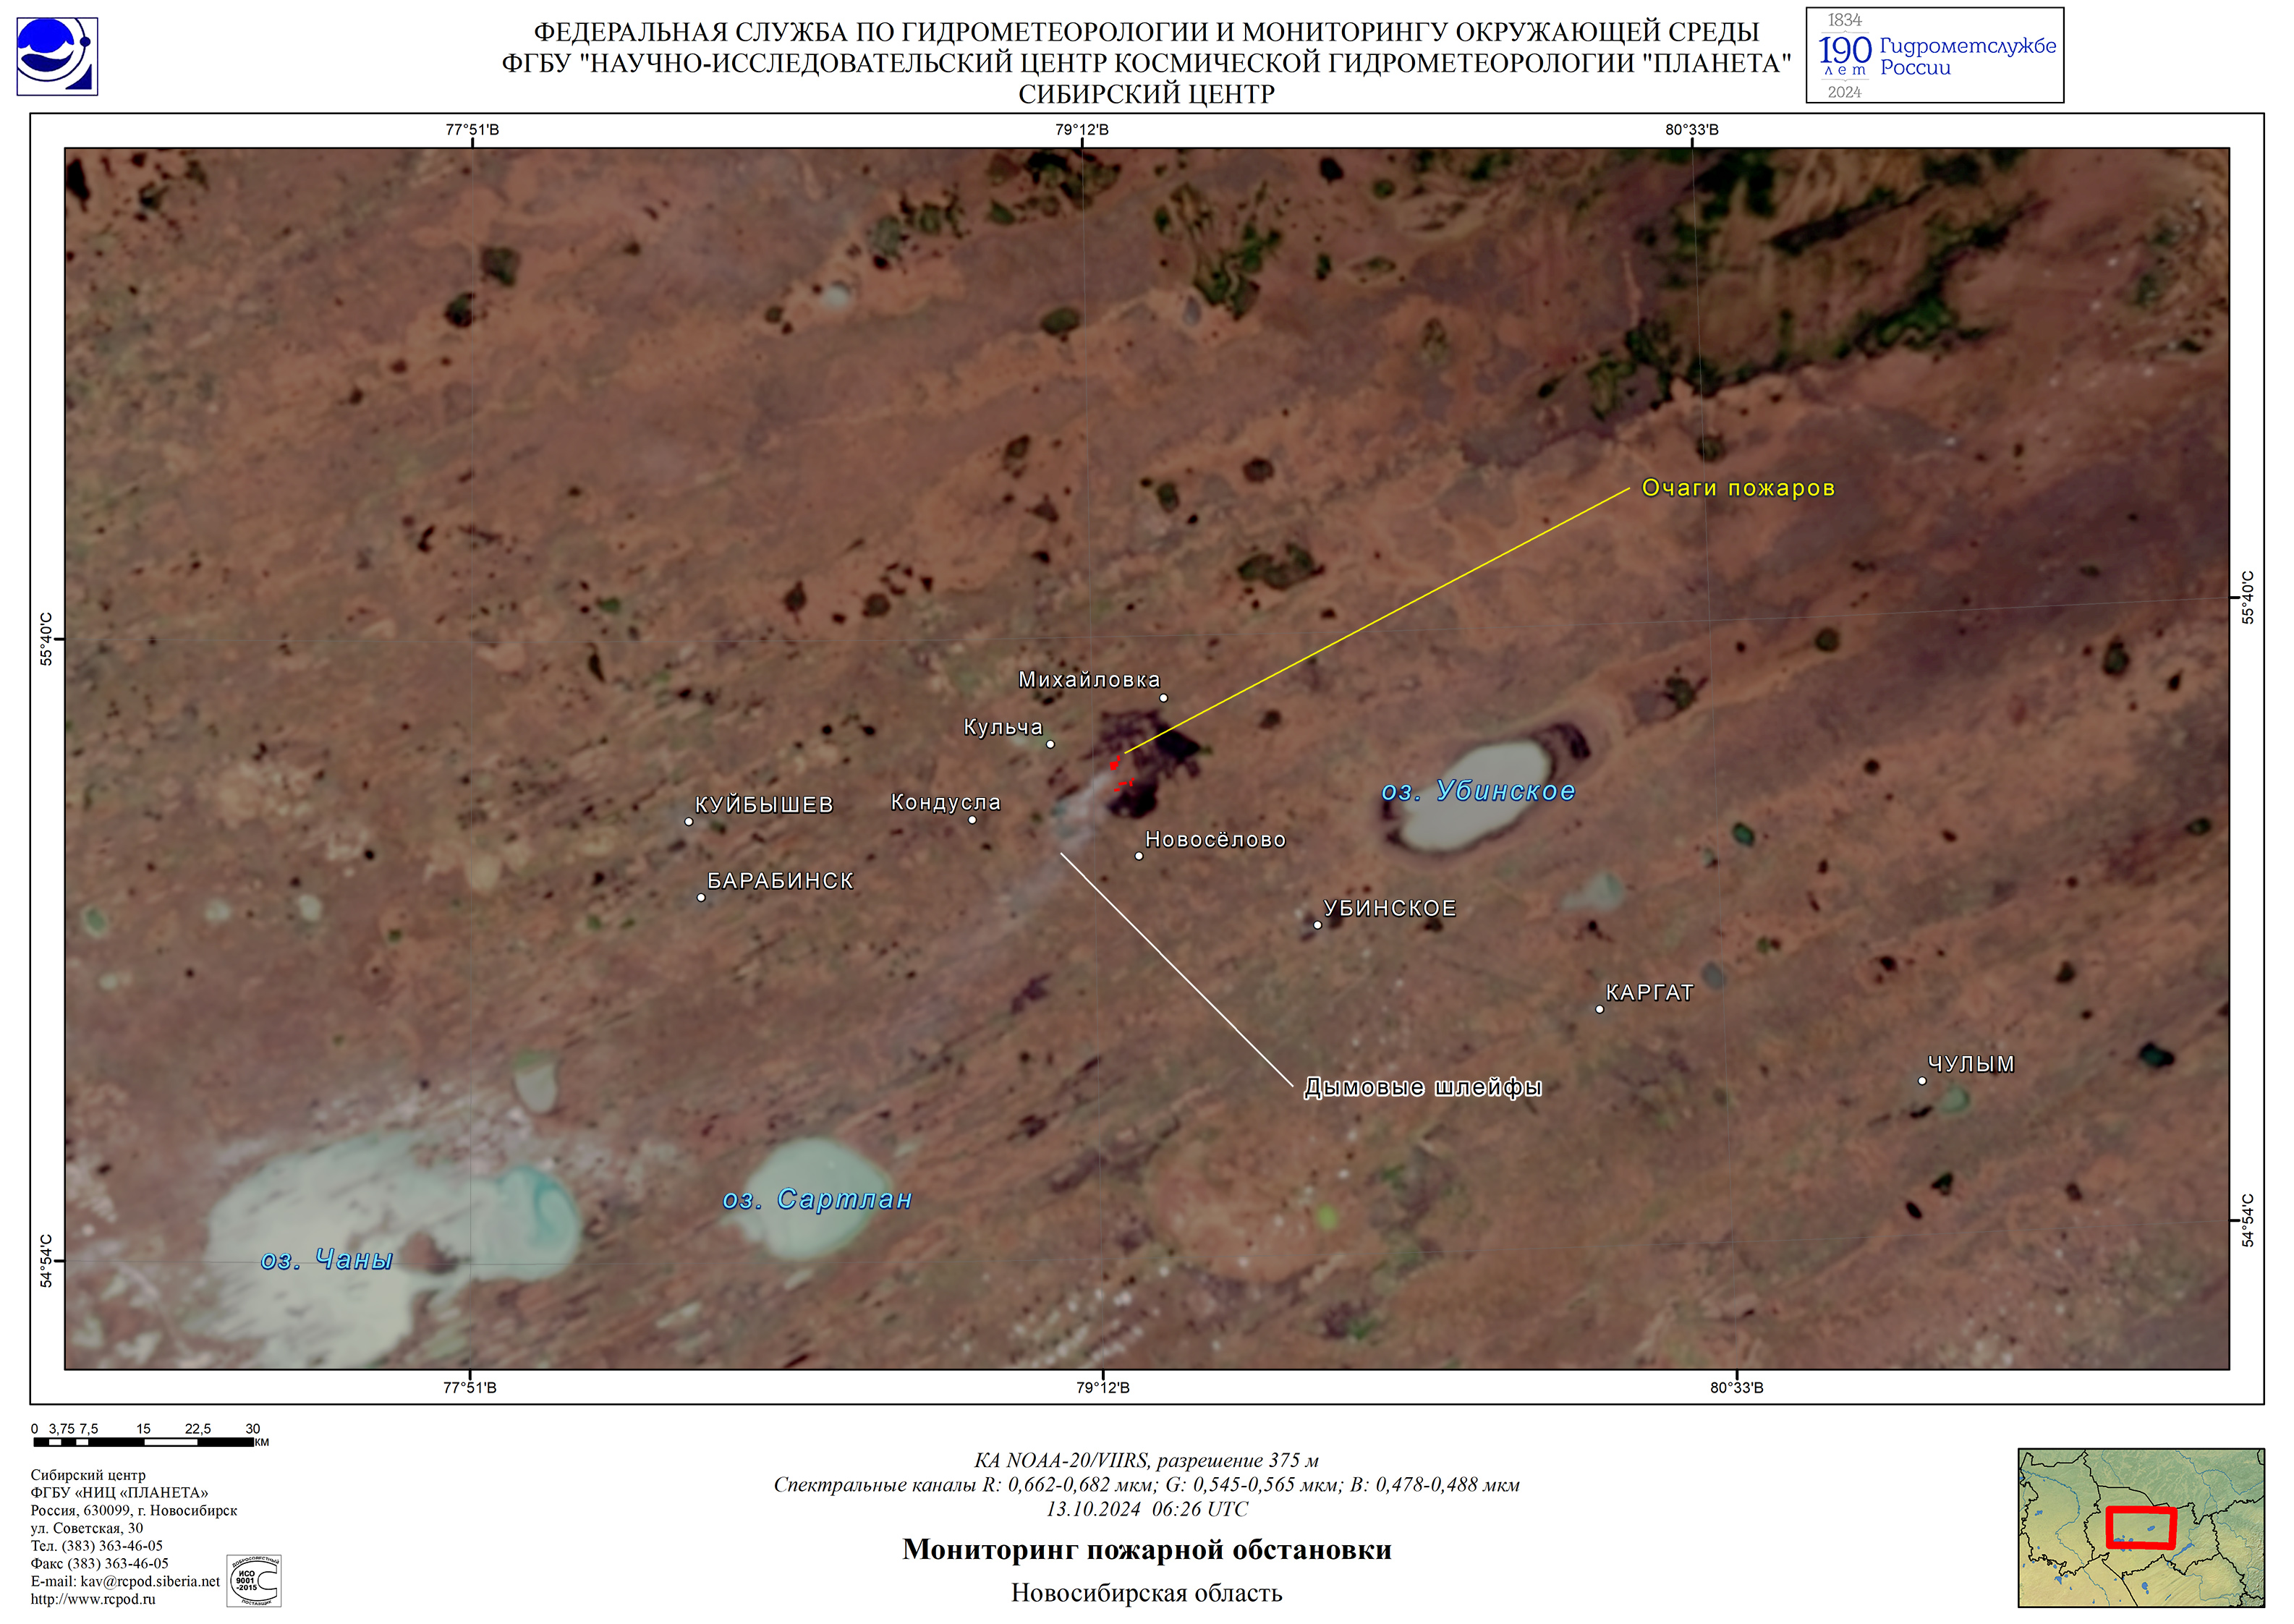 ФЕДЕРАЛЬНАЯ СЛУЖБА ПО ГИДРОМЕТЕОРОЛОГИИ И МОНИТОРИНГУ ОКРУЖАЮЩЕЙ СРЕДЫ
ФГБУ "НАУЧНО-ИССЛЕДОВАТЕЛЬСКИЙ ЦЕНТР КОСМИЧЕСКОЙ ГИДРОМЕТЕОРОЛОГИИ "ПЛАНЕТА"
СИБИРСКИЙ ЦЕНТР
1834
190 Гидрометслужбе
лет России
2024
77°51'В 79°12'В 80°33'В
Очаги пожаров
55°40'С 55°40'С
Михайловка
Кульча
оз. Убинское
КУЙБЫШЕВ
Кондусла
Новосёлово
БАРАБИНСК
УБИНСКОЕ
КАРГАТ
ЧУЛЫМ
Дымовые шлейфы
оз. Сартлан
оз. Чаны
54°54'С 54°54'С
77°51'В 79°12'В 80°33'В
0 3,75 7,5 15 22,5 30
км
Сибирский центр
ФГБУ «НИЦ «ПЛАНЕТА»
Россия, 630099, г. Новосибирск
ул. Советская, 30
Тел. (383) 363-46-05
Факс (383) 363-46-05
E-mail: kav@rcpod.siberia.net
http://www.rcpod.ru
ДОБРОСОВЕСТНЫЙ
ИСО
9001
-2015
ПОСТАВЩИК
КА NOAA-20/VIIRS, разрешение 375 м
Спектральные каналы R: 0,662-0,682 мкм; G: 0,545-0,565 мкм; B: 0,478-0,488 мкм
13.10.2024 06:26 UTC
Мониторинг пожарной обстановки
Новосибирская область